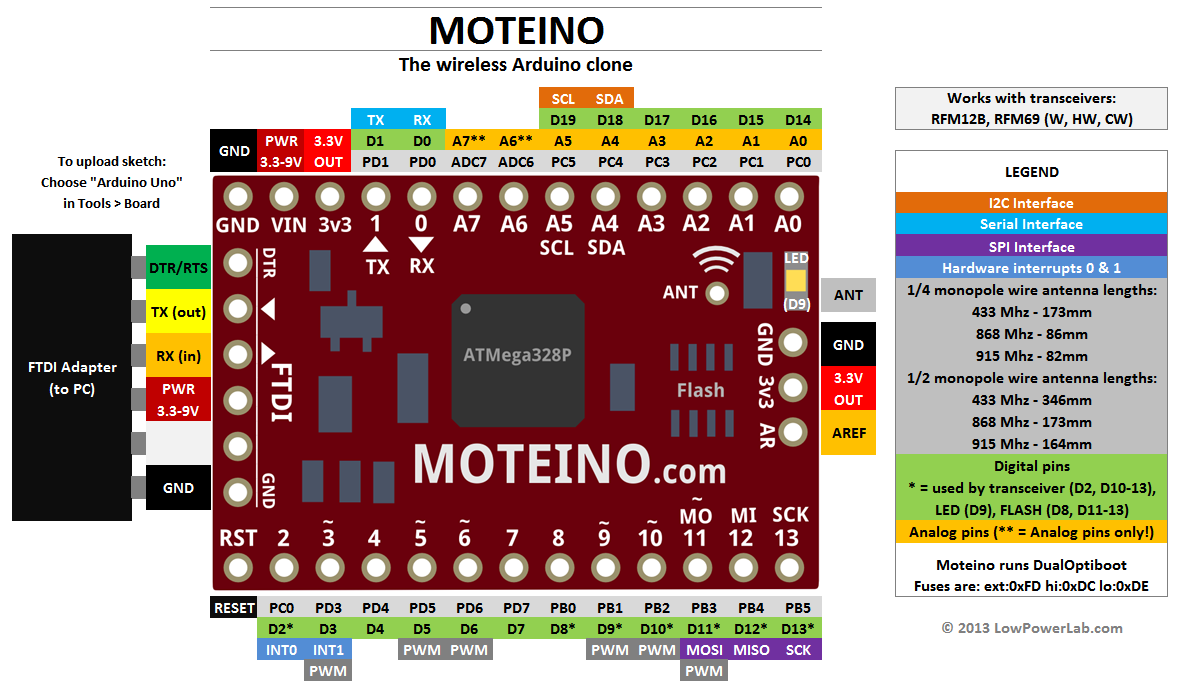 MOTEINO
The wireless Arduino clone
SCL SDA
TX RX D19 D18 D17 D16 D15 D14
GND PWR 3.3V D1 D0 A7** A6** A5 A4 A3 A2 A1 A0
3.3-9V OUT PD1 PD0 ADC7 ADC6 PC5 PC4 PC3 PC2 PC1 PC0
To upload sketch:
Choose "Arduino Uno"
in Tools > Board
GND VIN 3v3 1 0 A7 A6 A5 A4 A3 A2 A1 A0
SCL SDA
TX RX
FTDI Adapter
(to PC)
DTR/RTS
TX (out)
RX (in)
PWR
3.3-9V
GND
DTR
FTDI
GND
ATMega328P
ANT
LED
(D9)
Flash
GND
3v3
AR
ANT
GND
3.3V
OUT
AREF
MOTEINO.com
~ ~ ~ ~ ~ ~
MO MI SCK
RST 2 3 4 5 6 7 8 9 10 11 12 13
RESET PC0 PD3 PD4 PD5 PD6 PD7 PB0 PB1 PB2 PB3 PB4 PB5
D2* D3 D4 D5 D6 D7 D8* D9* D10* D11* D12* D13*
INT0 INT1 PWM PWM PWM PWM MOSI MISO SCK
PWM PWM
Works with transceivers:
RFM12B, RFM69 (W, HW, CW)
LEGEND
I2C Interface
Serial Interface
SPI Interface
Hardware interrupts 0 & 1
1/4 monopole wire antenna lengths:
433 Mhz - 173mm
868 Mhz - 86mm
915 Mhz - 82mm
1/2 monopole wire antenna lengths:
433 Mhz - 346mm
868 Mhz - 173mm
915 Mhz - 164mm
Digital pins
* = used by transceiver (D2, D10-13),
LED (D9), FLASH (D8, D11-13)
Analog pins (** = Analog pins only!)
Moteino runs DualOptiboot
Fuses are: ext:0xFD hi:0xDC lo:0xDE
© 2013 LowPowerLab.com